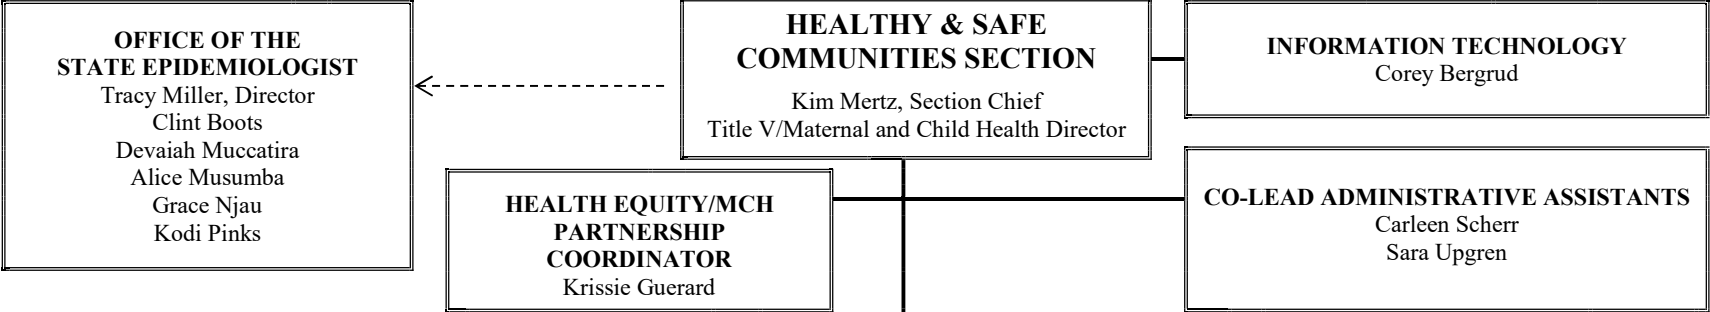 OFFICE OF THE
STATE EPIDEMIOLOGIST
Tracy Miller, Director
Clint Boots
Devaiah Muccatira
Alice Musumba
Grace Njau
Kodi Pinks
HEALTHY & SAFE
COMMUNITIES SECTION
Kim Mertz, Section Chief
Title V/Maternal and Child Health Director
INFORMATION TECHNOLOGY
Corey Bergrud
HEALTH EQUITY/MCH
PARTNERSHIP
COORDINATOR
Krissie Guerard
CO-LEAD ADMINISTRATIVE ASSISTANTS
Carleen Scherr
Sara Upgren